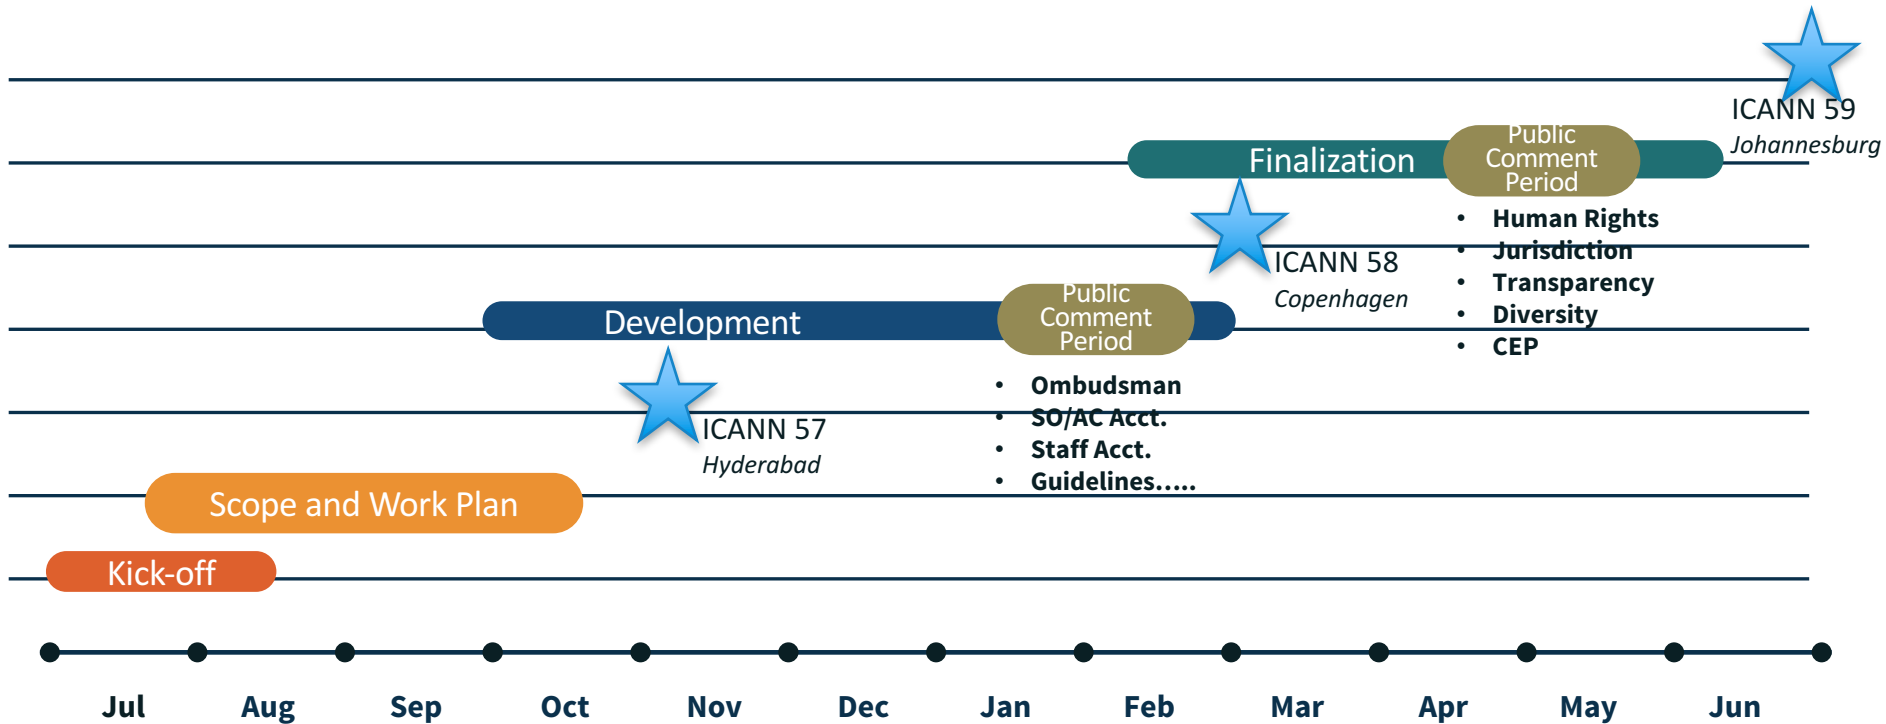 ICANN 59
Johannesburg
Finalization
Public
Comment
Period
• Human Rights
• Jurisdiction
• Transparency
• Diversity
• CEP
ICANN 58
Copenhagen
Development
Public
Comment
Period
• Ombudsman
• SO/AC Acct.
• Staff Acct.
• Guidelines.....
ICANN 57
Hyderabad
Scope and Work Plan
Kick-off
Jul Aug Sep Oct Nov Dec Jan Feb Mar Apr May Jun